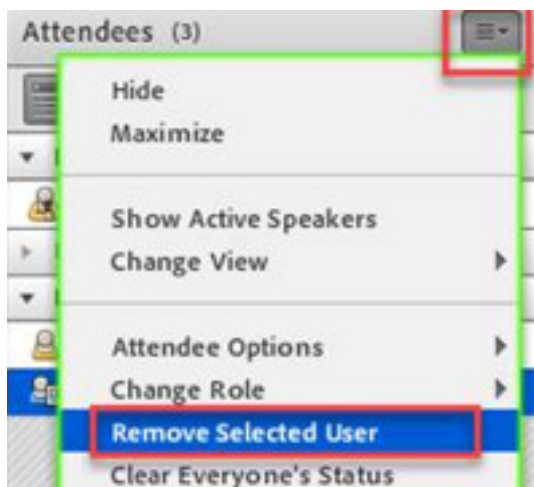 Attendees (3)
Hide
Maximize
Show Active Speakers
Change View
Attendee Options
Change Role
Remove Selected User
Clear Everyone's Status